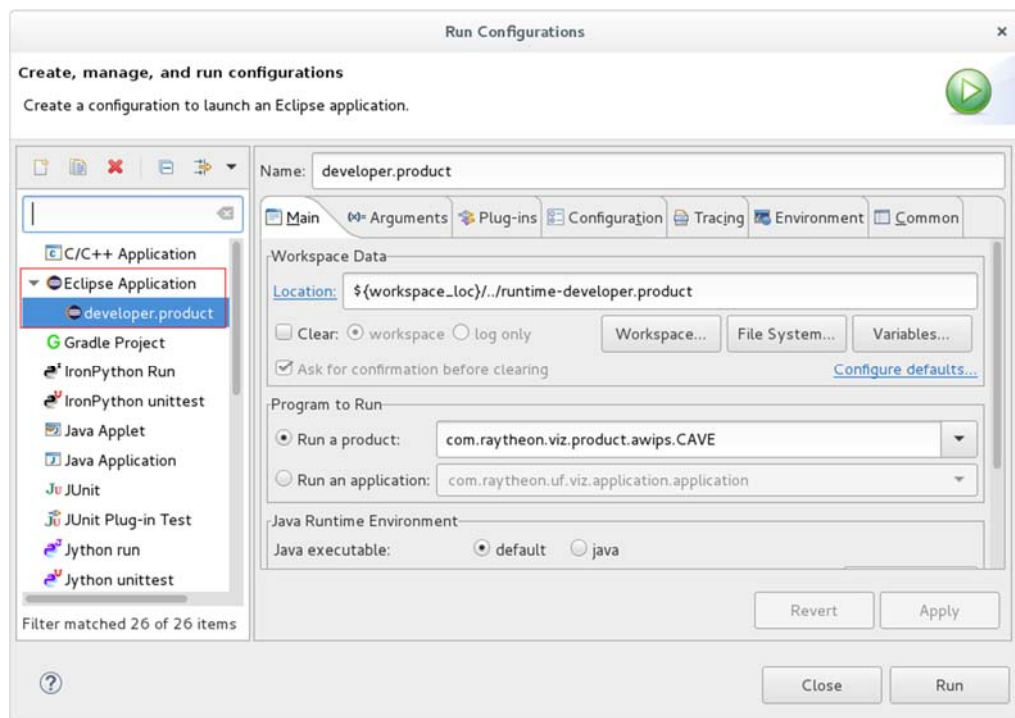 Run Configurations
Create, manage, and run configurations
Create a configuration to launch an Eclipse application.
Name: developer.product
Main (x)= Arguments Plug-ins Configuration Tracing Environment Common
C/C++ Application
Eclipse Application
developer.product
G Gradle Project
IronPython Run
IronPython unittest
Java Applet
Java Application
Ju JUnit
Jü JUnit Plug-in Test
Jython run
Jython unittest
Filter matched 26 of 26 items
Workspace Data
Location: ${workspace_loc}/../runtime-developer.product
Clear: workspace log only Workspace... File System... Variables...
Ask for confirmation before clearing Configure defaults...
Program to Run
Run a product: com.raytheon.viz.product.awips.CAVE
Run an application: com.raytheon.uf.viz.application.application
Java Runtime Environment
Java executable: default java
Revert Apply
? Close Run